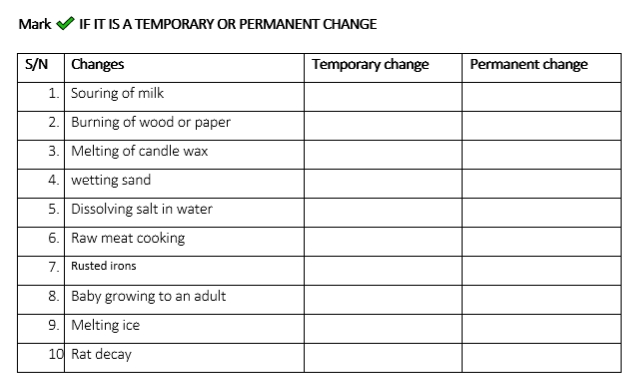 Mark ✔ IF IT IS A TEMPORARY OR PERMANENT CHANGE
S/N Changes Temporary change Permanent change
1. Souring of milk
2. Burning of wood or paper
3. Melting of candle wax
4. wetting sand
5. Dissolving salt in water
6. Raw meat cooking
7. Rusted irons
8. Baby growing to an adult
9. Melting ice
10 Rat decay